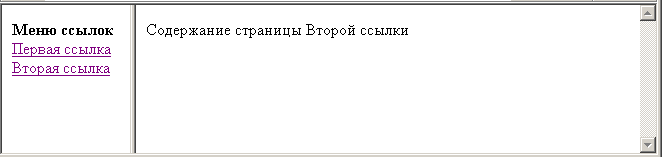 Меню ссылок
Первая ссылка
Вторая ссылка
Содержание страницы Второй ссылки